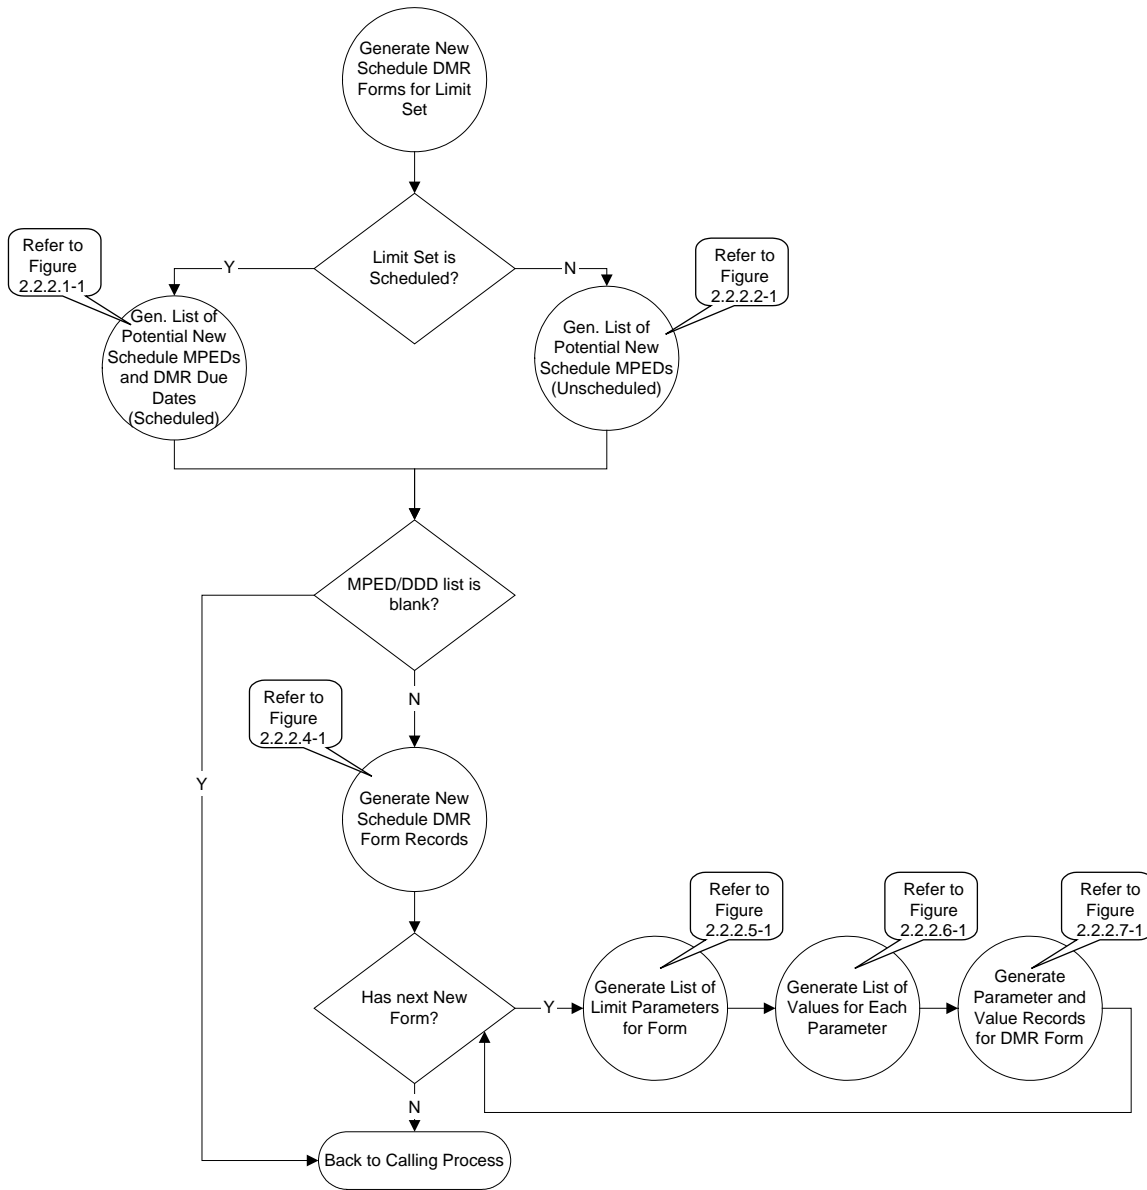 Generate New
Schedule DMR
Forms for Limit
Set
Limit Set is
Scheduled?
Y
N
Refer to
Figure
2.2.2.1-1
Refer to
Figure
2.2.2.2-1
Gen. List of
Potential New
Schedule MPEDs
and DMR Due
Dates
(Scheduled)
Gen. List of
Potential New
Schedule MPEDs
(Unscheduled)
MPED/DDD list is
blank?
N
Y
Refer to
Figure
2.2.2.4-1
Generate New
Schedule DMR
Form Records
Has next New
Form?
Y
Refer to
Figure
2.2.2.5-1
Generate List of
Limit Parameters
for Form
Refer to
Figure
2.2.2.6-1
Generate List of
Values for Each
Parameter
Refer to
Figure
2.2.2.7-1
Generate
Parameter and
Value Records
for DMR Form
N
Back to Calling Process